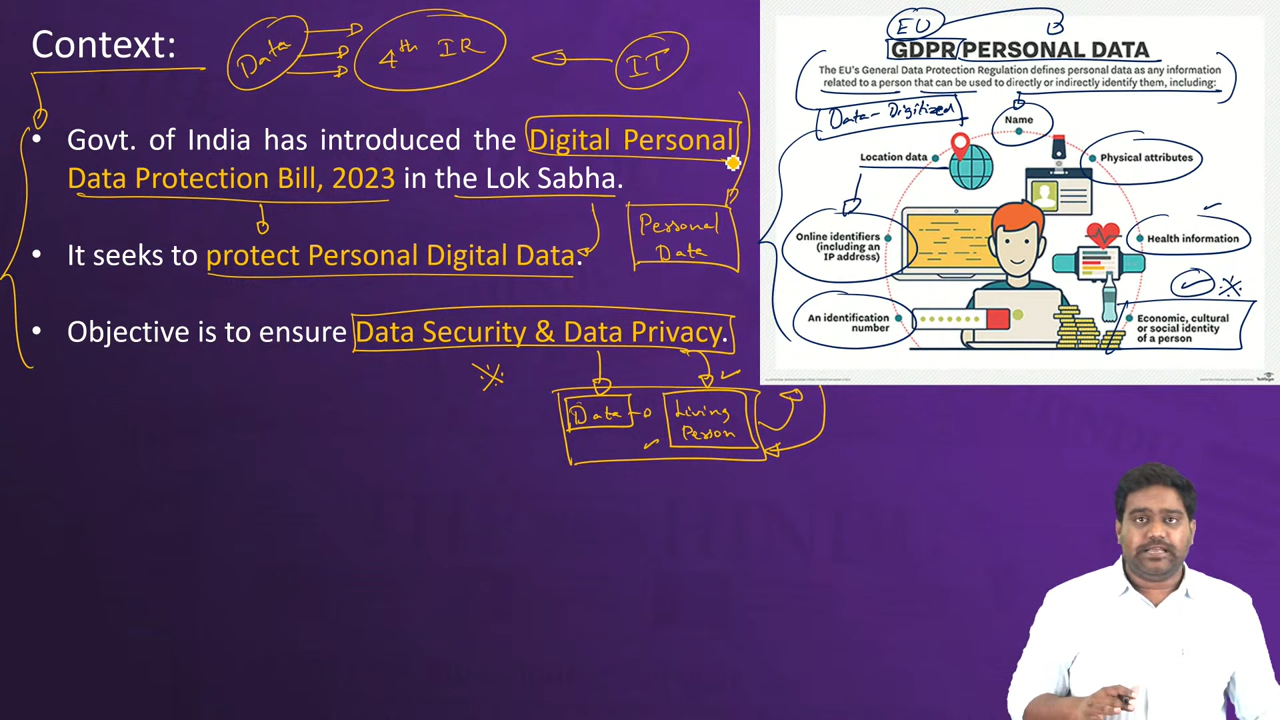 Context:
Data
4th IR
IT
• Govt. of India has introduced the Digital Personal
Data Protection Bill, 2023 in the Lok Sabha.
• It seeks to protect Personal Digital Data.
Personal
Data
• Objective is to ensure Data Security & Data Privacy.
Data
Living
Person
EU
GDPR PERSONAL DATA
The EU's General Data Protection Regulation defines personal data as any information
related to a person that can be used to directly or indirectly identify them, including:
Data - Digitized
Name
Location data
Physical attributes
Online identifiers
(including an
IP address)
Health information
An identification
number
Economic, cultural
or social identity
of a person